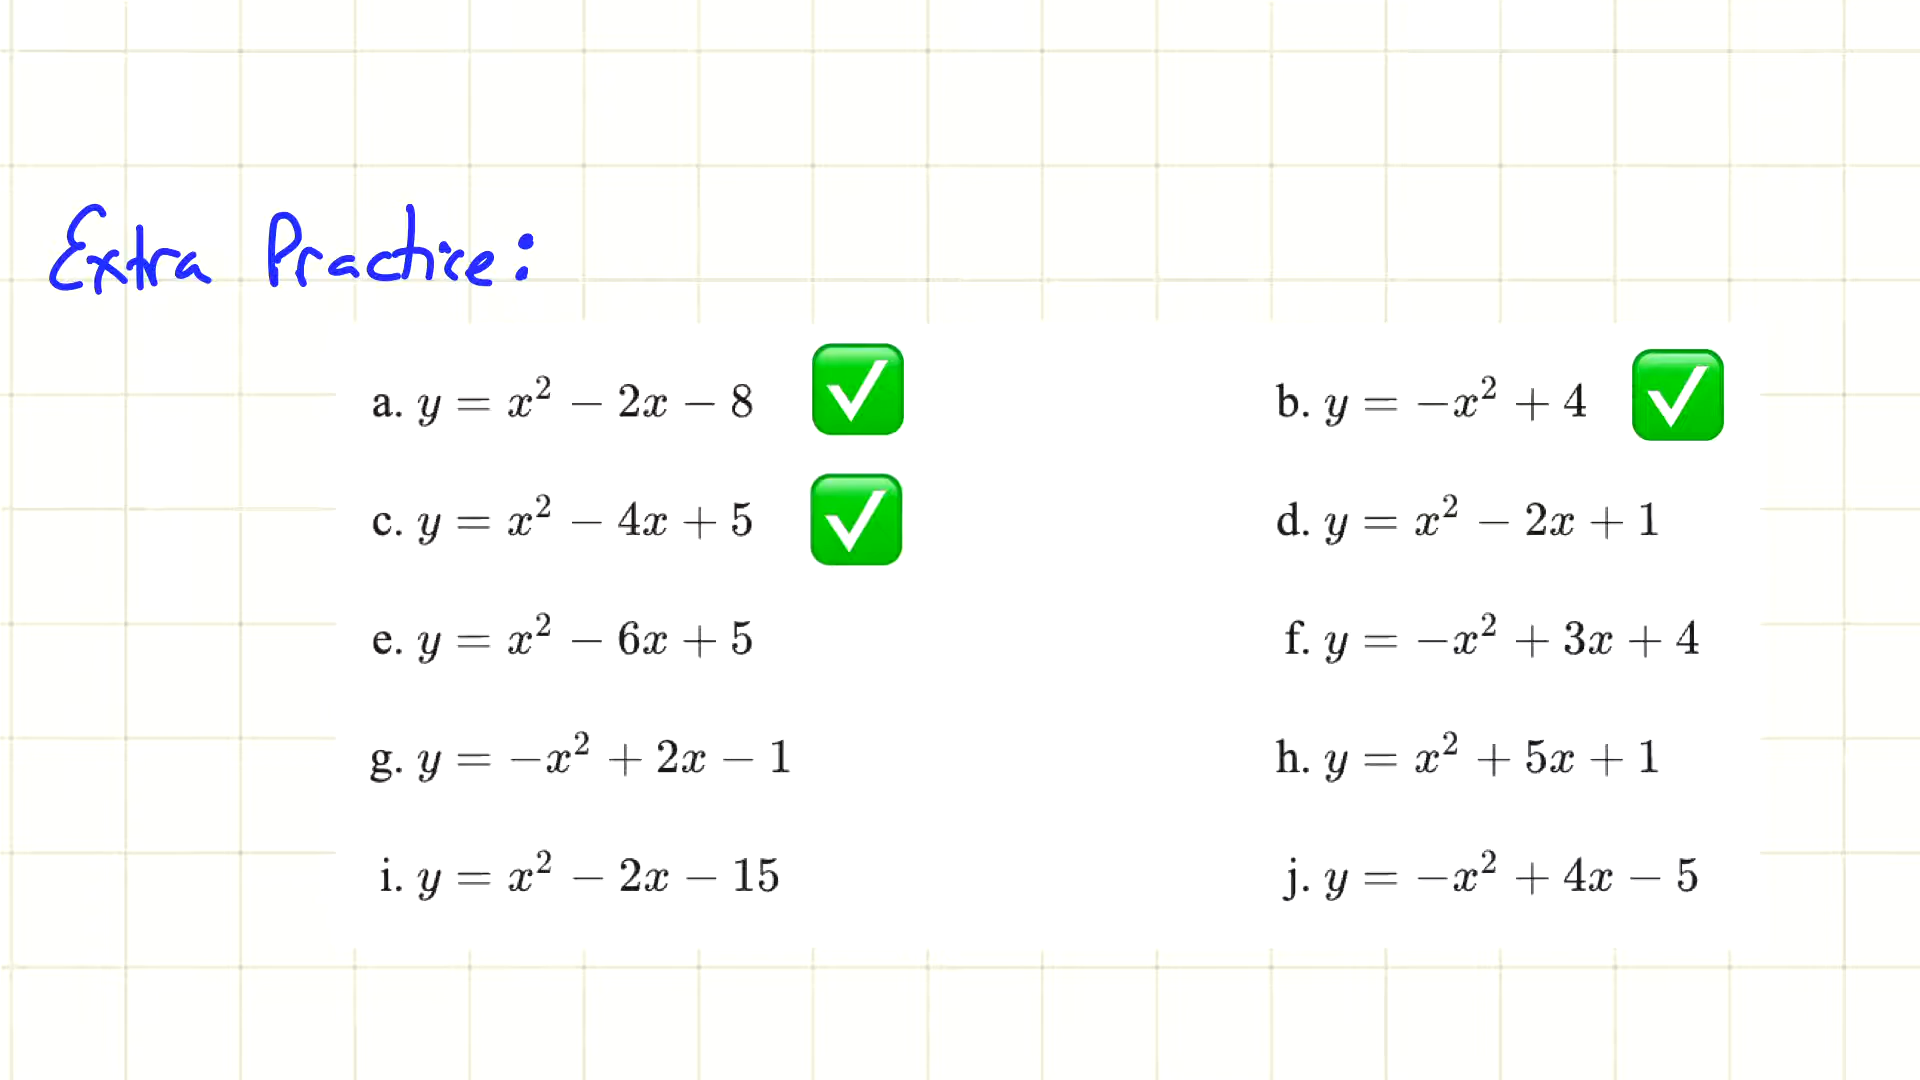 Extra Practice:
a. y = x² − 2x − 8 ✅ b. y = −x² + 4 ✅
c. y = x² − 4x + 5 ✅ d. y = x² − 2x + 1
e. y = x² − 6x + 5 f. y = −x² + 3x + 4
g. y = −x² + 2x − 1 h. y = x² + 5x + 1
i. y = x² − 2x − 15 j. y = −x² + 4x − 5